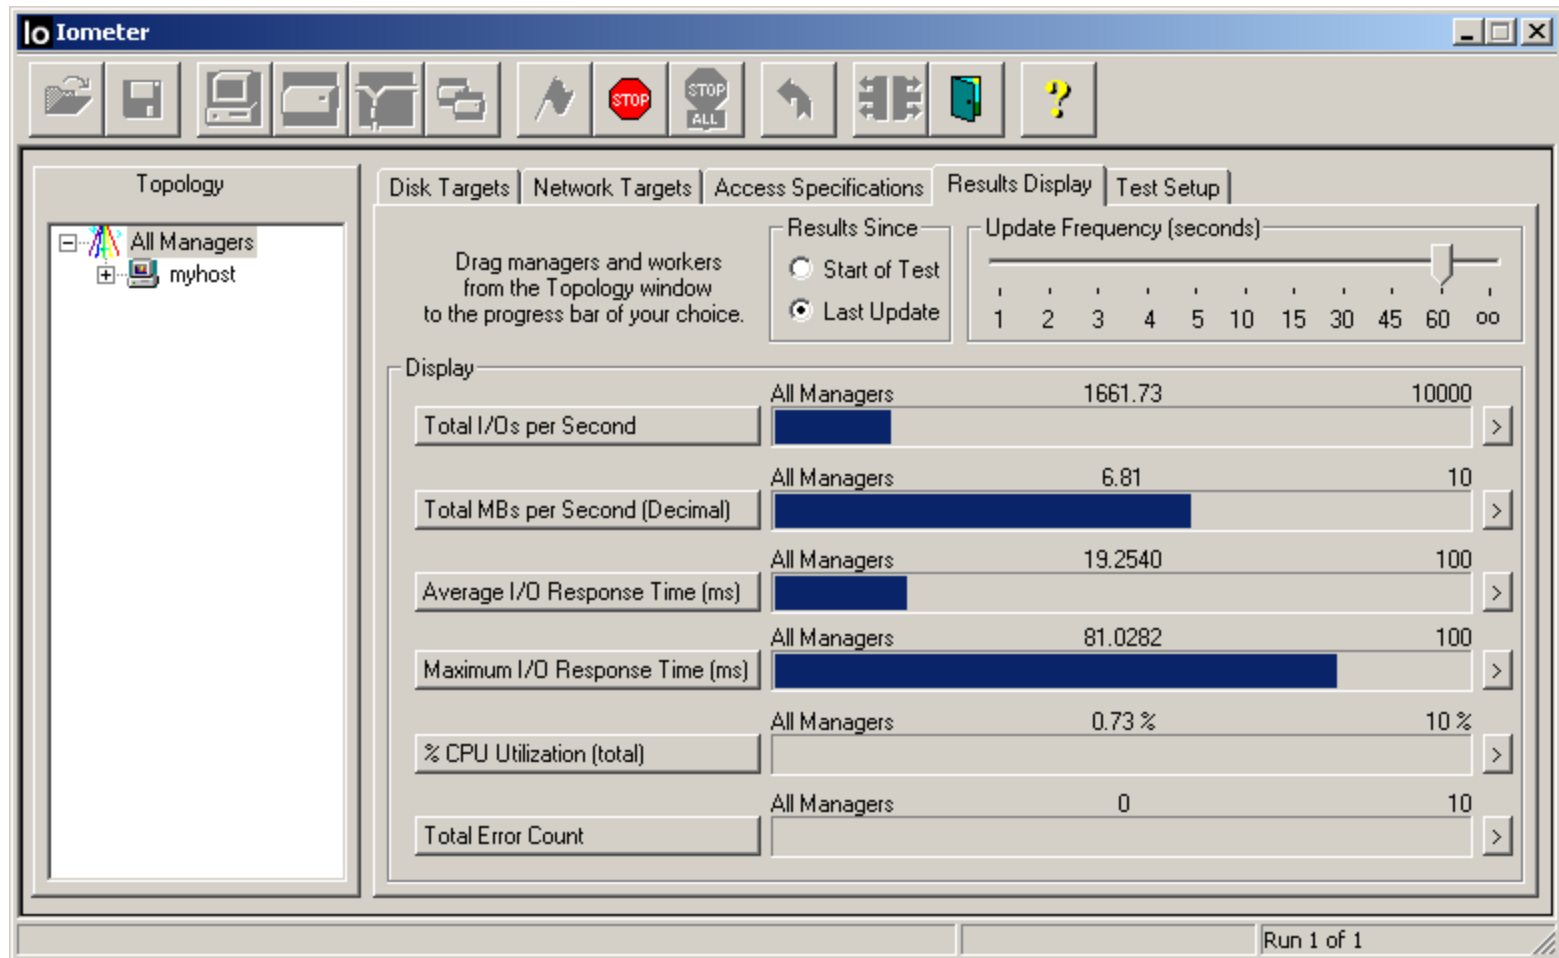 Io Iometer
STOP
STOP
ALL
?
Topology
All Managers
myhost
Disk Targets
Network Targets
Access Specifications
Results Display
Test Setup
Drag managers and workers
from the Topology window
to the progress bar of your choice.
Results Since
Start of Test
Last Update
Update Frequency (seconds)
1 2 3 4 5 10 15 30 45 60 oo
Display
All Managers 1661.73 10000
Total I/Os per Second >
All Managers 6.81 10
Total MBs per Second (Decimal) >
All Managers 19.2540 100
Average I/O Response Time (ms) >
All Managers 81.0282 100
Maximum I/O Response Time (ms) >
All Managers 0.73 % 10 %
% CPU Utilization (total) >
All Managers 0 10
Total Error Count >
Run 1 of 1